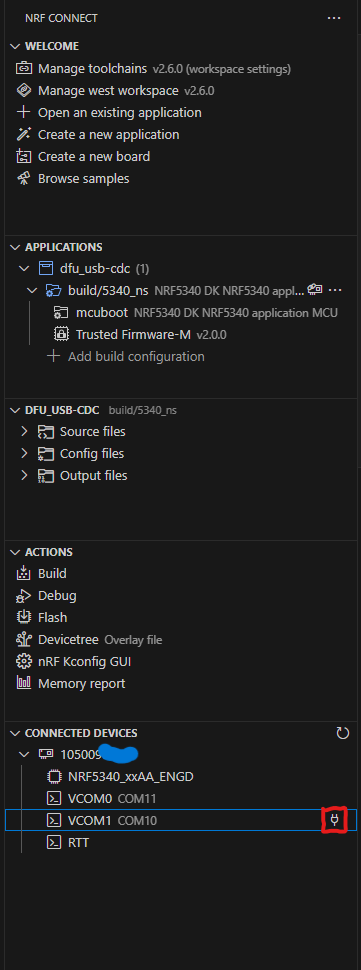 NRF CONNECT
WELCOME
Manage toolchains v2.6.0 (workspace settings)
Manage west workspace v2.6.0
Open an existing application
Create a new application
Create a new board
Browse samples
APPLICATIONS
dfu_usb-cdc (1)
build/5340_ns NRF5340 DK NRF5340 appl...
mcuboot NRF5340 DK NRF5340 application MCU
Trusted Firmware-M v2.0.0
Add build configuration
DFU_USB-CDC build/5340_ns
Source files
Config files
Output files
ACTIONS
Build
Debug
Flash
Devicetree Overlay file
nRF Kconfig GUI
Memory report
CONNECTED DEVICES
105009
NRF5340_xxAA_ENGD
VCOM0 COM11
VCOM1 COM10
RTT